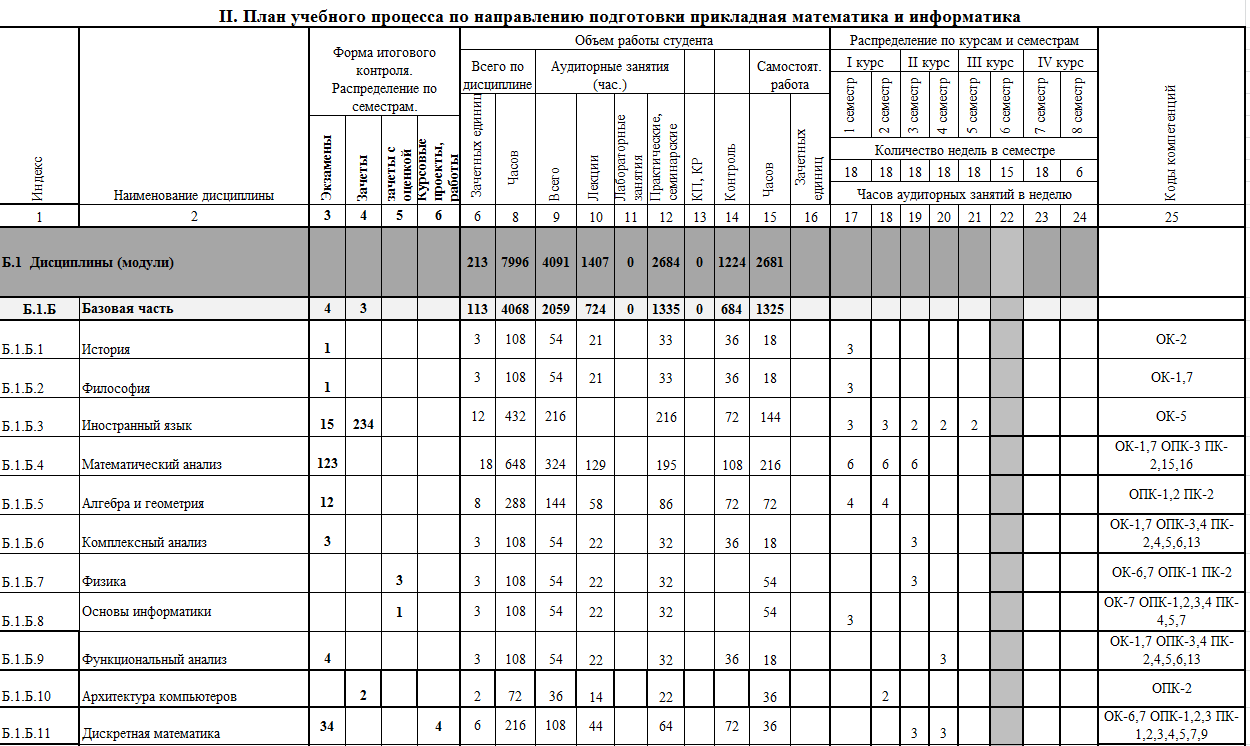 II. План учебного процесса по направлению подготовки прикладная математика и информатика
Индекс
Наименование дисциплины
Форма итогового контроля. Распределение по семестрам.
Экзамены
Зачеты
зачеты с оценкой
Курсовые проекты, работы
Объем работы студента
Всего по дисциплине
Зачетных единиц
Часов
Аудиторные занятия (час.)
Всего
Лекции
Лабораторные занятия
Практические, семинарские
КП, КР
Контроль
Самостоят. работа
Часов
Зачетных единиц
Распределение по курсам и семестрам
I курс II курс III курс IV курс
1 семестр 2 семестр 3 семестр 4 семестр 5 семестр 6 семестр 7 семестр 8 семестр
Количество недель в семестре
18 18 18 18 18 15 18 6
Часов аудиторных занятий в неделю
Коды компетенций
1 2 3 4 5 6 6 8 9 10 11 12 13 14 15 16 17 18 19 20 21 22 23 24 25
Б.1 Дисциплины (модули) 213 7996 4091 1407 0 2684 0 1224 2681
Б.1.Б Базовая часть 4 3 113 4068 2059 724 0 1335 0 684 1325
Б.1.Б.1 История 1 3 108 54 21 33 36 18 3 ОК-2
Б.1.Б.2 Философия 1 3 108 54 21 33 36 18 3 ОК-1,7
Б.1.Б.3 Иностранный язык 15 234 12 432 216 216 72 144 3 3 2 2 2 ОК-5
Б.1.Б.4 Математический анализ 123 18 648 324 129 195 108 216 6 6 6 ОК-1,7 ОПК-3 ПК-2,15,16
Б.1.Б.5 Алгебра и геометрия 12 8 288 144 58 86 72 72 4 4 ОПК-1,2 ПК-2
Б.1.Б.6 Комплексный анализ 3 3 108 54 22 32 36 18 3 ОК-1,7 ОПК-3,4 ПК-2,4,5,6,13
Б.1.Б.7 Физика 3 3 108 54 22 32 54 3 ОК-6,7 ОПК-1 ПК-2
Б.1.Б.8 Основы информатики 1 3 108 54 22 32 54 3 ОК-7 ОПК-1,2,3,4 ПК-4,5,7
Б.1.Б.9 Функциональный анализ 4 3 108 54 22 32 36 18 3 ОК-1,7 ОПК-3,4 ПК-2,4,5,6,13
Б.1.Б.10 Архитектура компьютеров 2 2 72 36 14 22 36 2 ОПК-2
Б.1.Б.11 Дискретная математика 34 4 6 216 108 44 64 72 36 3 3 ОК-6,7 ОПК-1,2,3 ПК-1,2,3,4,5,7,9